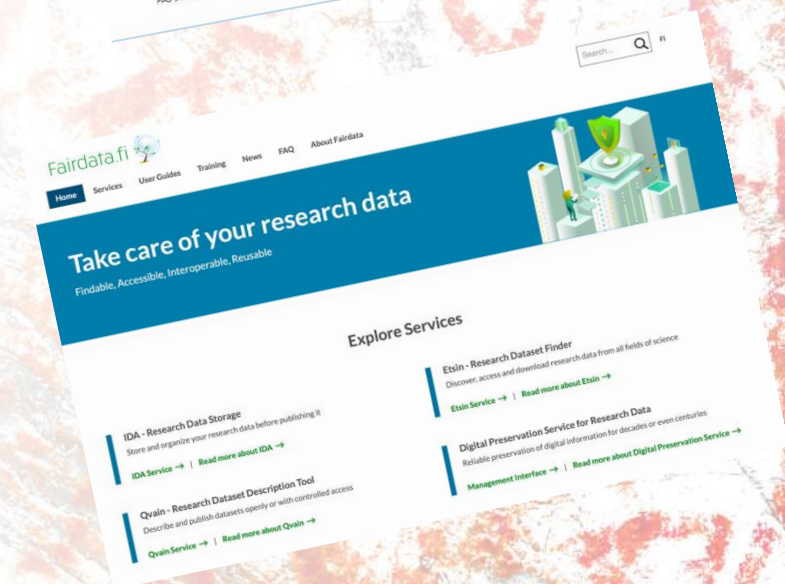 Search...
FI
Fairdata.fi
Home Services User Guides Training News FAQ About Fairdata
Take care of your research data
Findable, Accessible, Interoperable, Reusable
Explore Services
IDA - Research Data Storage
Store and organize your research data before publishing it
IDA Service → | Read more about IDA →
Etsin - Research Dataset Finder
Discover, access and download research data from all fields of science
Etsin Service → | Read more about Etsin →
Qvain - Research Dataset Description Tool
Describe and publish datasets openly or with controlled access
Qvain Service → | Read more about Qvain →
Digital Preservation Service for Research Data
Reliable preservation of digital information for decades or even centuries
Management Interface → | Read more about Digital Preservation Service →